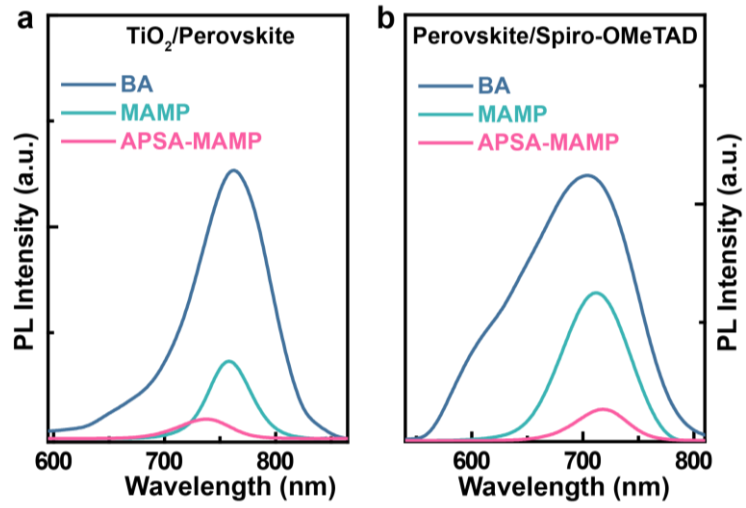 a
TiO₂/Perovskite
BA
MAMP
APSA-MAMP
PL Intensity (a.u.)
600 700 800
Wavelength (nm)
b
Perovskite/Spiro-OMeTAD
BA
MAMP
APSA-MAMP
PL Intensity (a.u.)
600 700 800
Wavelength (nm)